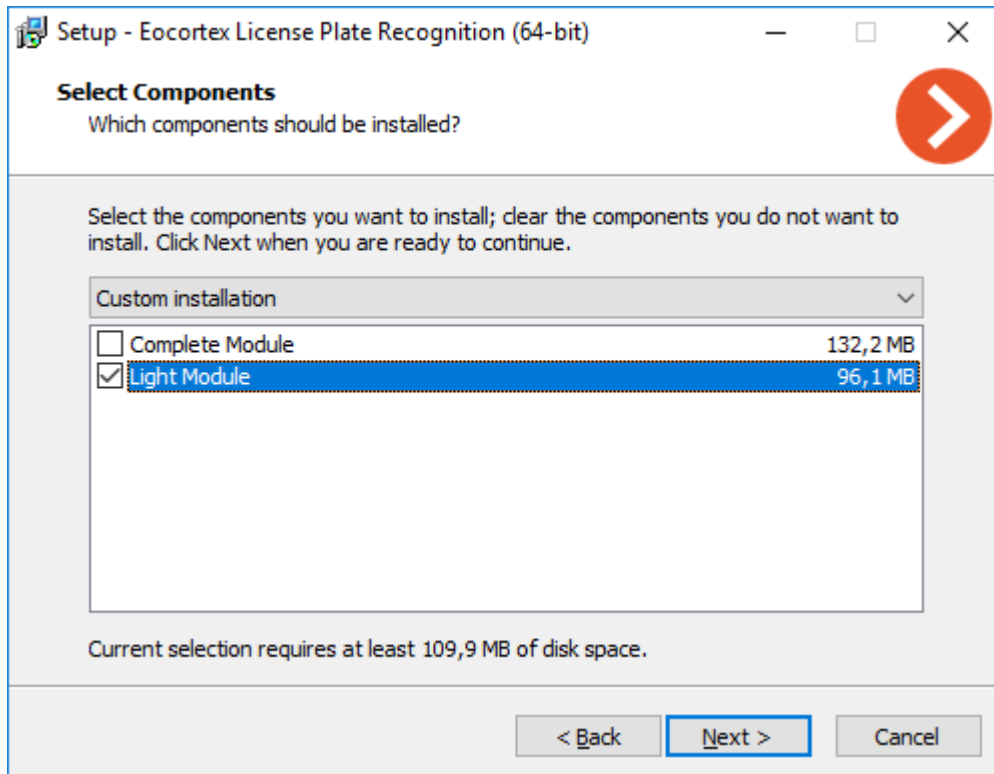 Setup - Eocortex License Plate Recognition (64-bit)
Select Components
Which components should be installed?
Select the components you want to install; clear the components you do not want to
install. Click Next when you are ready to continue.
Custom installation
Complete Module 132,2 MB
Light Module 96,1 MB
Current selection requires at least 109,9 MB of disk space.
< Back Next > Cancel